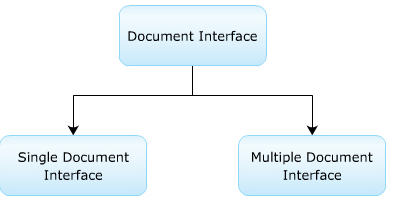 Document Interface
Single Document
Interface
Multiple Document
Interface